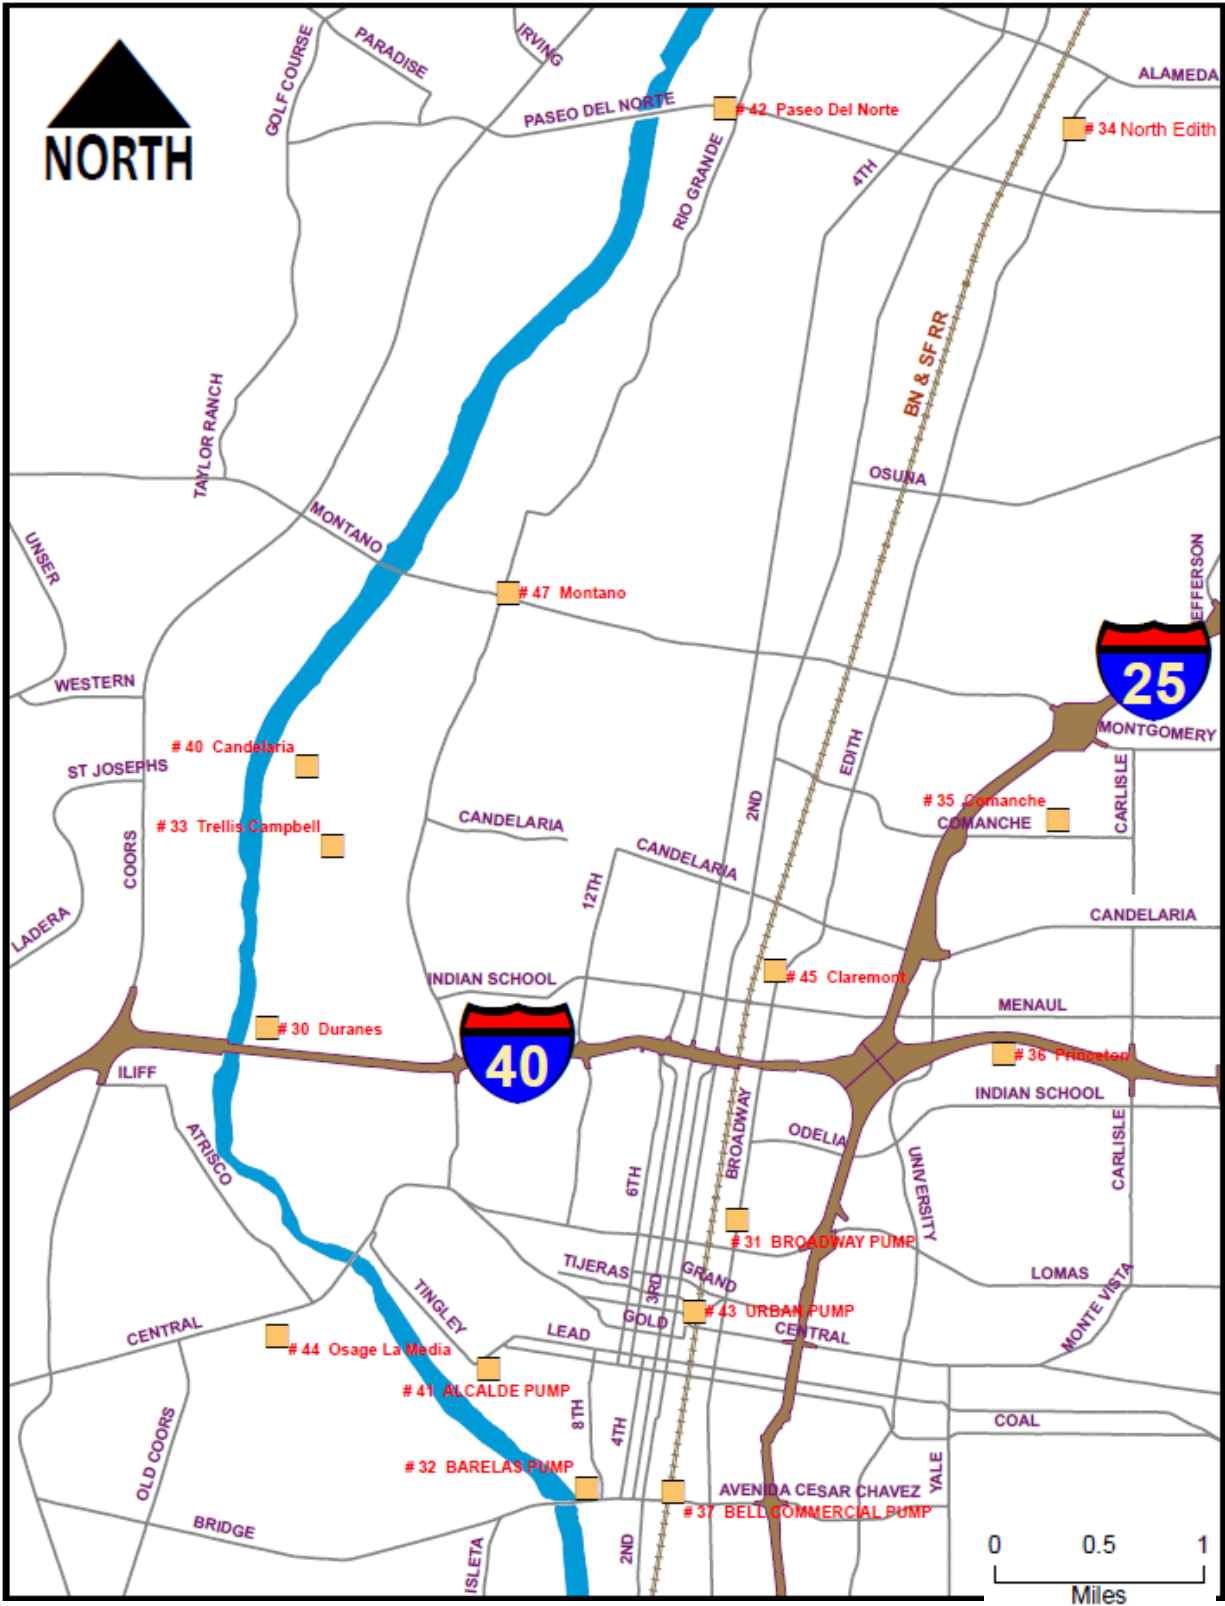 GOLF COURSE
PARADISE
IRVING
ALAMEDA
NORTH
PASEO DEL NORTE
# 42 Paseo Del Norte
# 34 North Edith
4TH
RIO GRANDE
BN & SF RR
TAYLOR RANCH
OSUNA
MONTANO
UNSER
JEFFERSON
# 47 Montano
25
WESTERN
MONTGOMERY
# 40 Candelaria
EDITH
ST JOSEPHS
CARLISLE
2ND
# 35 Comanche
COMANCHE
# 33 Trellis Campbell
CANDELARIA
COORS
CANDELARIA
12TH
LADERA
CANDELARIA
INDIAN SCHOOL
# 45 Claremont
MENAUL
# 30 Duranes
40
# 36 Princeton
ILIFF
INDIAN SCHOOL
BROADWAY
ODELIA
ATRISCO
CARLISLE
6TH
UNIVERSITY
# 31 BROADWAY PUMP
TIJERAS
GRAND
LOMAS
3RD
TINGLEY
# 43 URBAN PUMP
MONTE VISTA
GOLD
CENTRAL
LEAD
CENTRAL
# 44 Osage La Media
# 41 ALCALDE PUMP
8TH
4TH
COAL
OLD COORS
# 32 BARELAS PUMP
YALE
AVENIDA CESAR CHAVEZ
# 37 BELL COMMERCIAL PUMP
BRIDGE
ISLETA
2ND
0 0.5 1
Miles